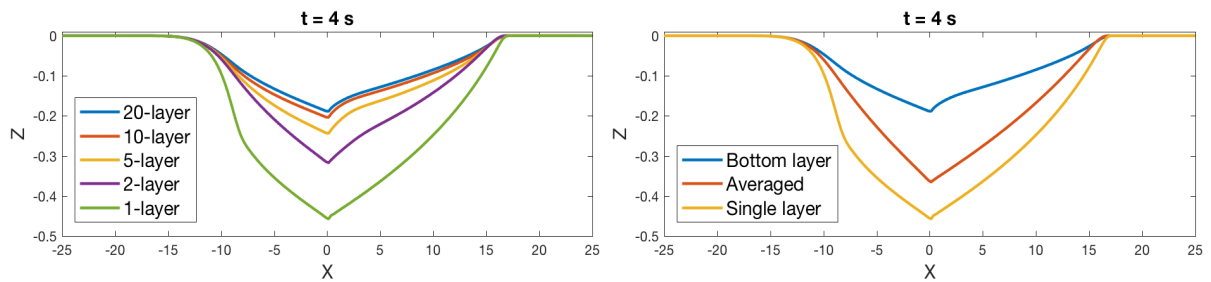 t = 4 s
0
-0.1
-0.2
-0.3
-0.4
-0.5
Z
20-layer
10-layer
5-layer
2-layer
1-layer
-25 -20 -15 -10 -5 0 5 10 15 20 25
X
t = 4 s
0
-0.1
-0.2
-0.3
-0.4
-0.5
Z
Bottom layer
Averaged
Single layer
-25 -20 -15 -10 -5 0 5 10 15 20 25
X